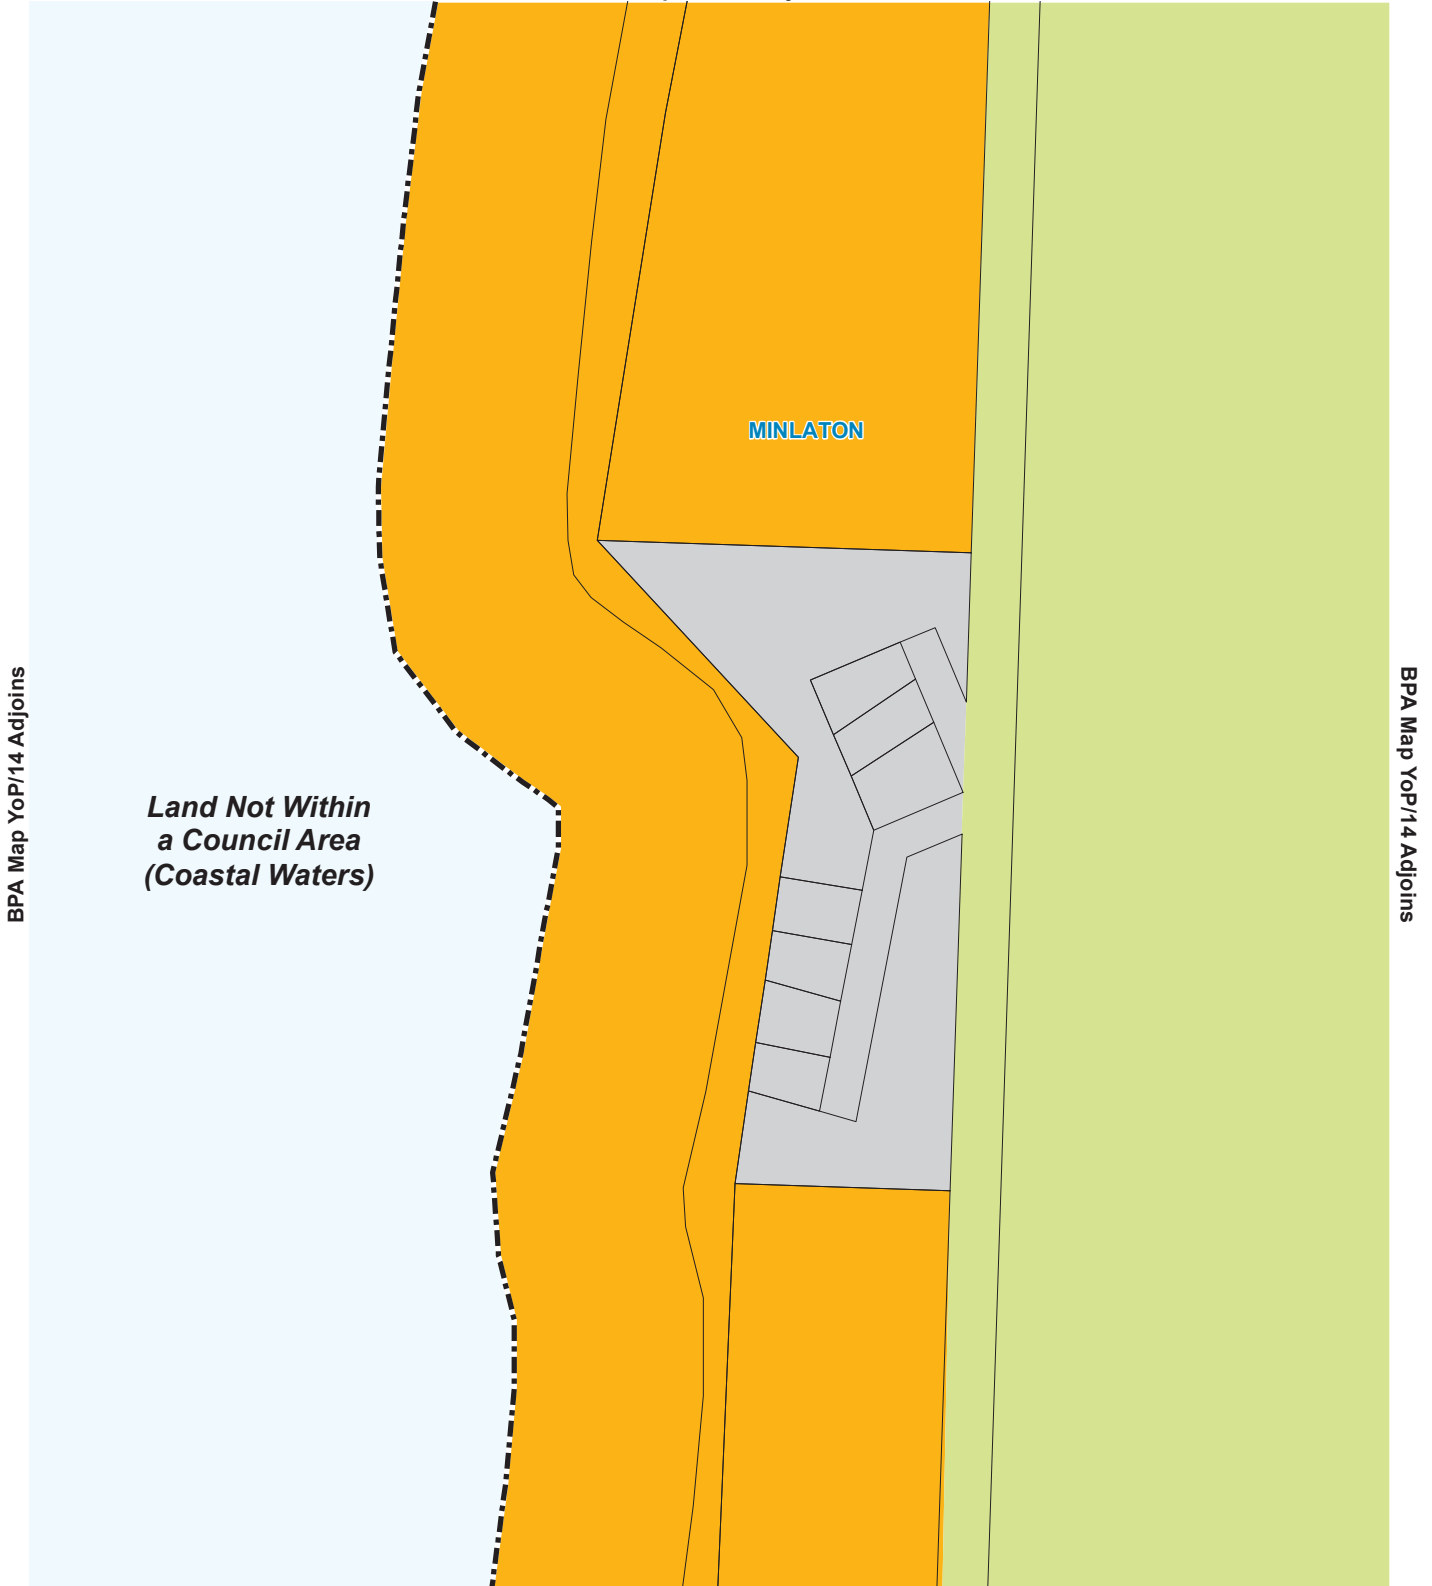 MINLATON
BPA Map YoP/14 Adjoins
Land Not Within
a Council Area
(Coastal Waters)
BPA Map YoP/14 Adjoins